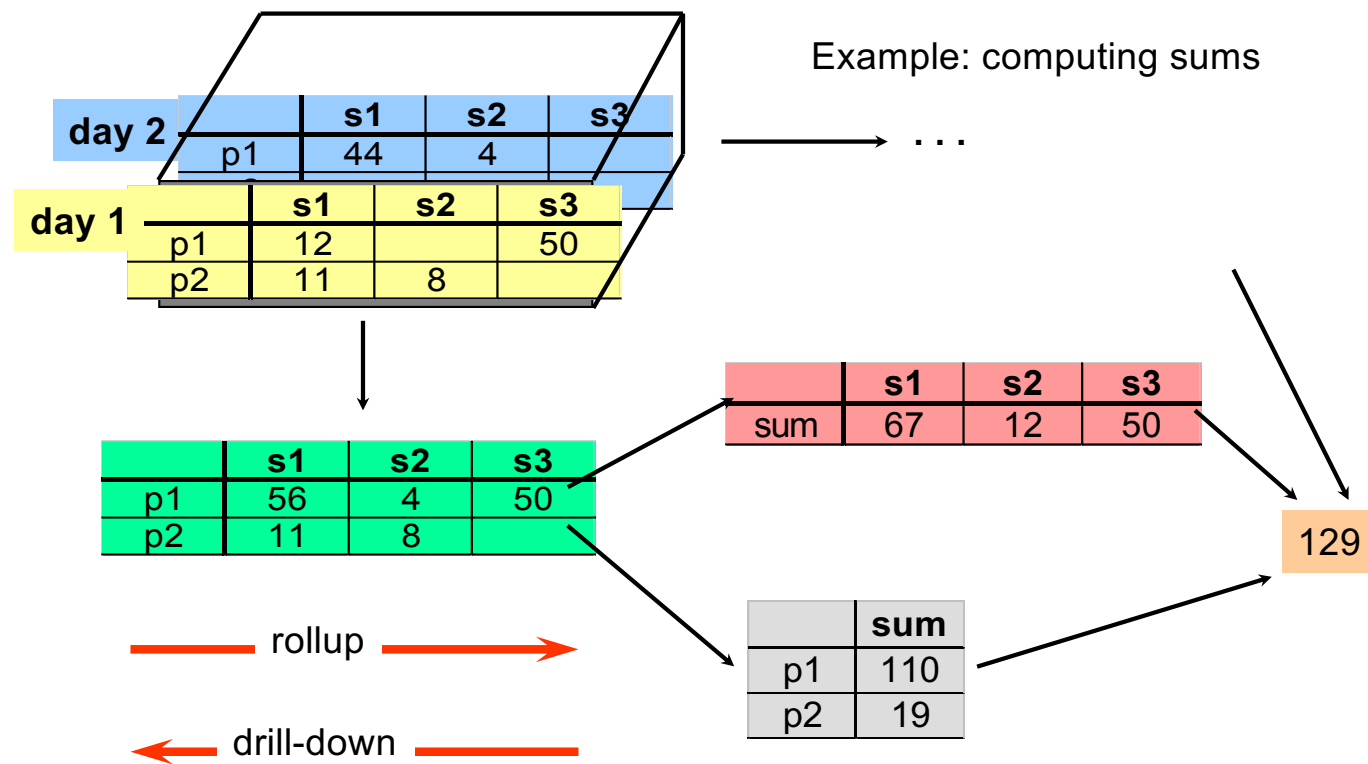 Example: computing sums
day 2
s1 s2 s3
p1 44 4
. . .
day 1
s1 s2 s3
p1 12 50
p2 11 8
s1 s2 s3
sum 67 12 50
s1 s2 s3
p1 56 4 50
p2 11 8
129
sum
p1 110
p2 19
rollup
drill-down